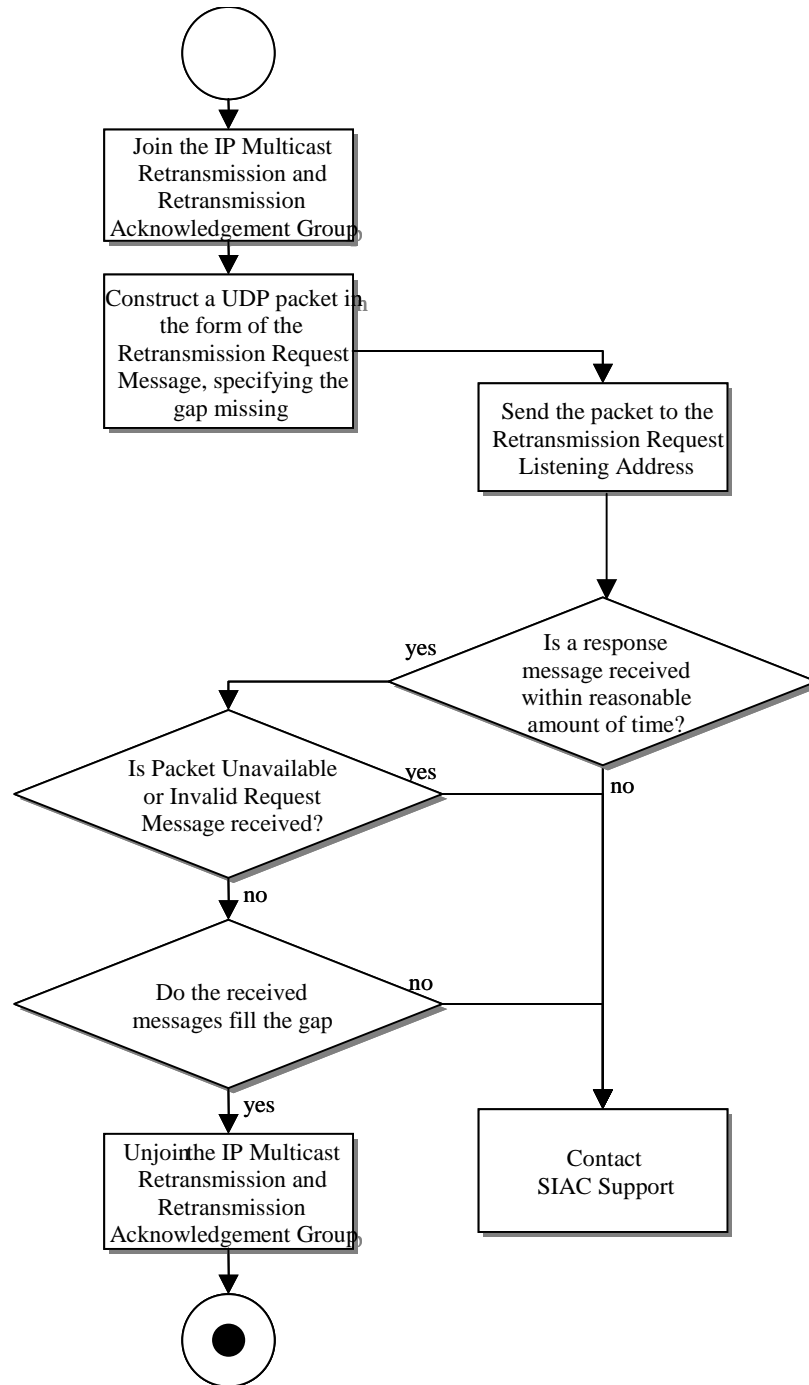 Join the IP Multicast
Retransmission and
Retransmission
Acknowledgement Group
Construct a UDP packet in
the form of the
Retransmission Request
Message, specifying the
gap missing
Send the packet to the
Retransmission Request
Listening Address
yes
Is a response
message received
within reasonable
amount of time?
Is Packet Unavailable
or Invalid Request
Message received?
yes
no
no
Do the received
messages fill the gap
no
yes
Unjoin the IP Multicast
Retransmission and
Retransmission
Acknowledgement Group
Contact
SIAC Support